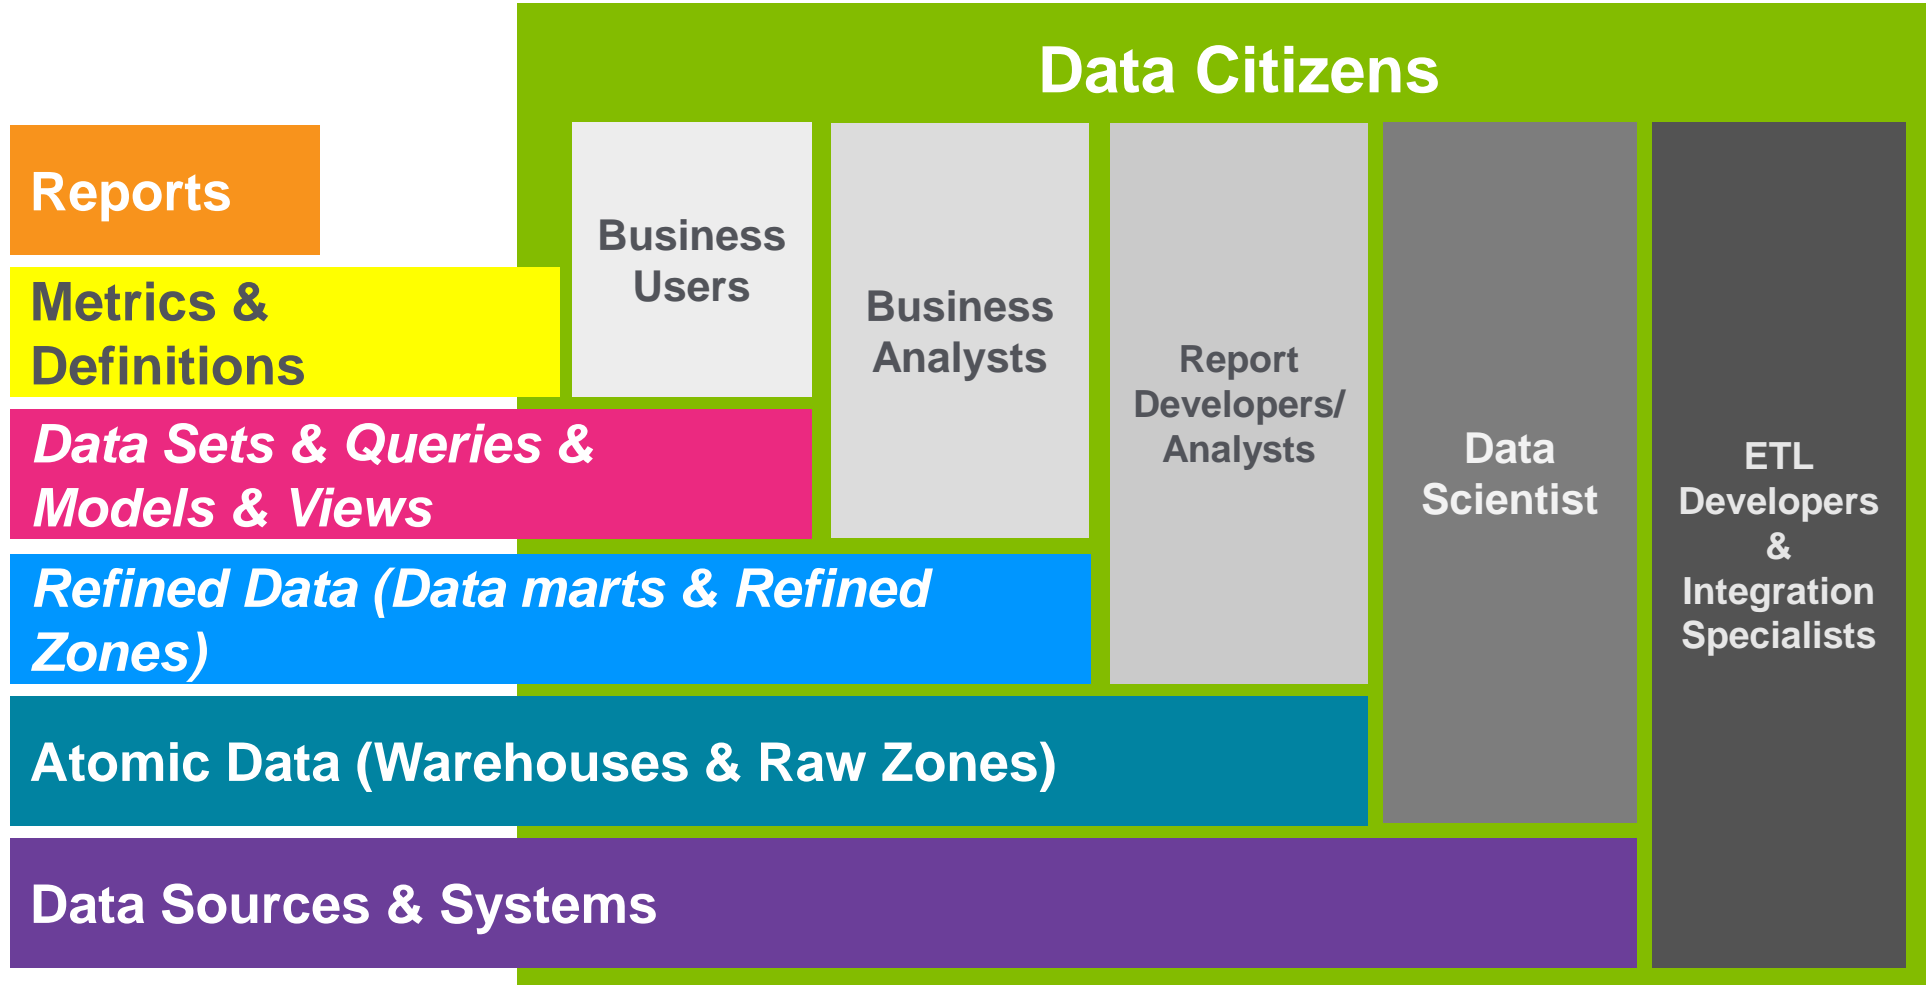 Data Citizens
Reports
Metrics &
Definitions
Data Sets & Queries &
Models & Views
Refined Data (Data marts & Refined
Zones)
Atomic Data (Warehouses & Raw Zones)
Data Sources & Systems
Business
Users
Business
Analysts
Report
Developers/
Analysts
Data
Scientist
ETL
Developers
&
Integration
Specialists